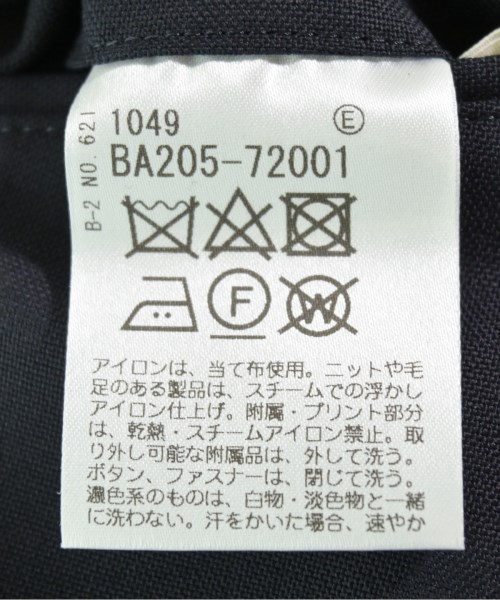 B-2 NO. 621
1049 Ⓔ
BA205-72001
F
W
アイロンは、当て布使用。ニットや毛
足のある製品は、スチームでの浮かし
アイロン仕上げ。附属・プリント部分
は、乾熱・スチームアイロン禁止。取
り外し可能な附属品は、外して洗う。
ボタン、ファスナーは、閉じて洗う。
濃色系のものは、白物・淡色物と一緒
に洗わない。汗をかいた場合、速やか